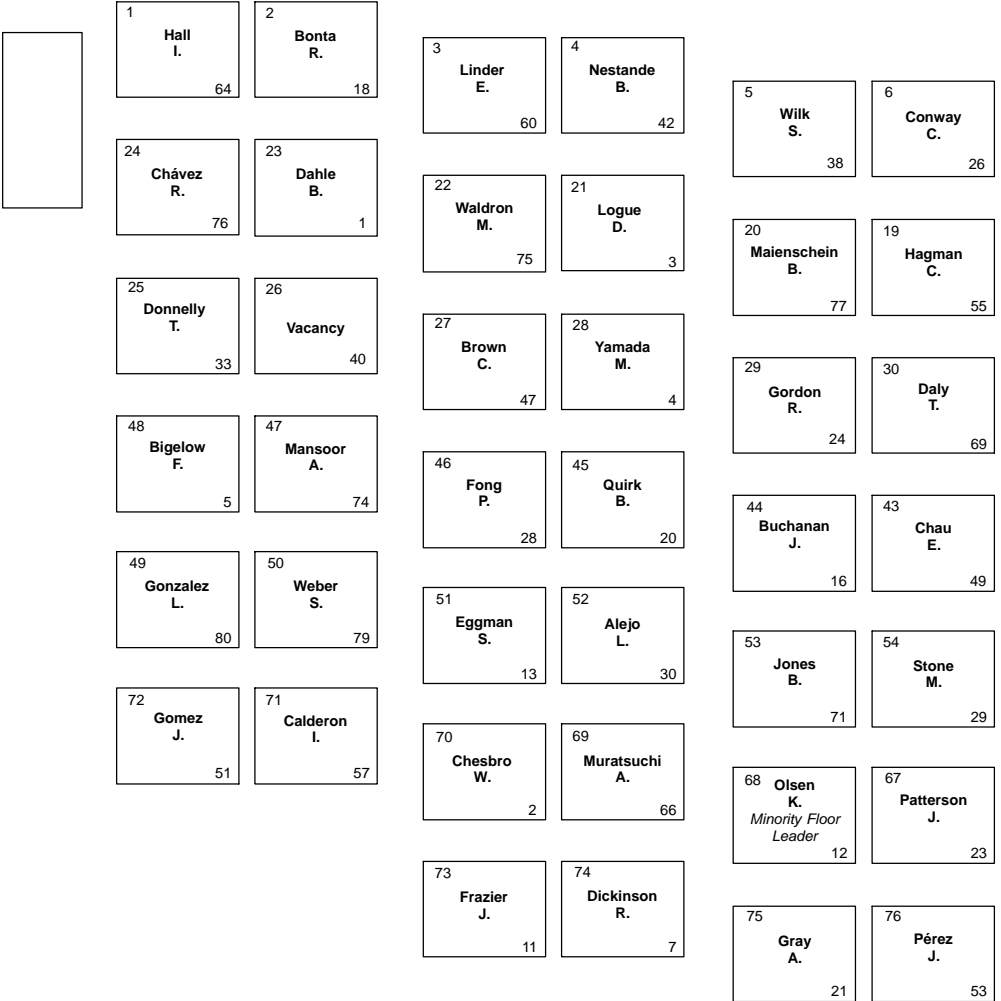 1
Hall
I.
64
2
Bonta
R.
18
3
Linder
E.
60
4
Nestande
B.
42
5
Wilk
S.
38
6
Conway
C.
26
24
Chávez
R.
76
23
Dahle
B.
1
22
Waldron
M.
75
21
Logue
D.
3
20
Maienschein
B.
77
19
Hagman
C.
55
25
Donnelly
T.
33
26
Vacancy
40
27
Brown
C.
47
28
Yamada
M.
4
29
Gordon
R.
24
30
Daly
T.
69
48
Bigelow
F.
5
47
Mansoor
A.
74
46
Fong
P.
28
45
Quirk
B.
20
44
Buchanan
J.
16
43
Chau
E.
49
49
Gonzalez
L.
80
50
Weber
S.
79
51
Eggman
S.
13
52
Alejo
L.
30
53
Jones
B.
71
54
Stone
M.
29
72
Gomez
J.
51
71
Calderon
I.
57
70
Chesbro
W.
2
69
Muratsuchi
A.
66
68
Olsen
K.
Minority Floor
Leader
12
67
Patterson
J.
23
73
Frazier
J.
11
74
Dickinson
R.
7
75
Gray
A.
21
76
Pérez
J.
53